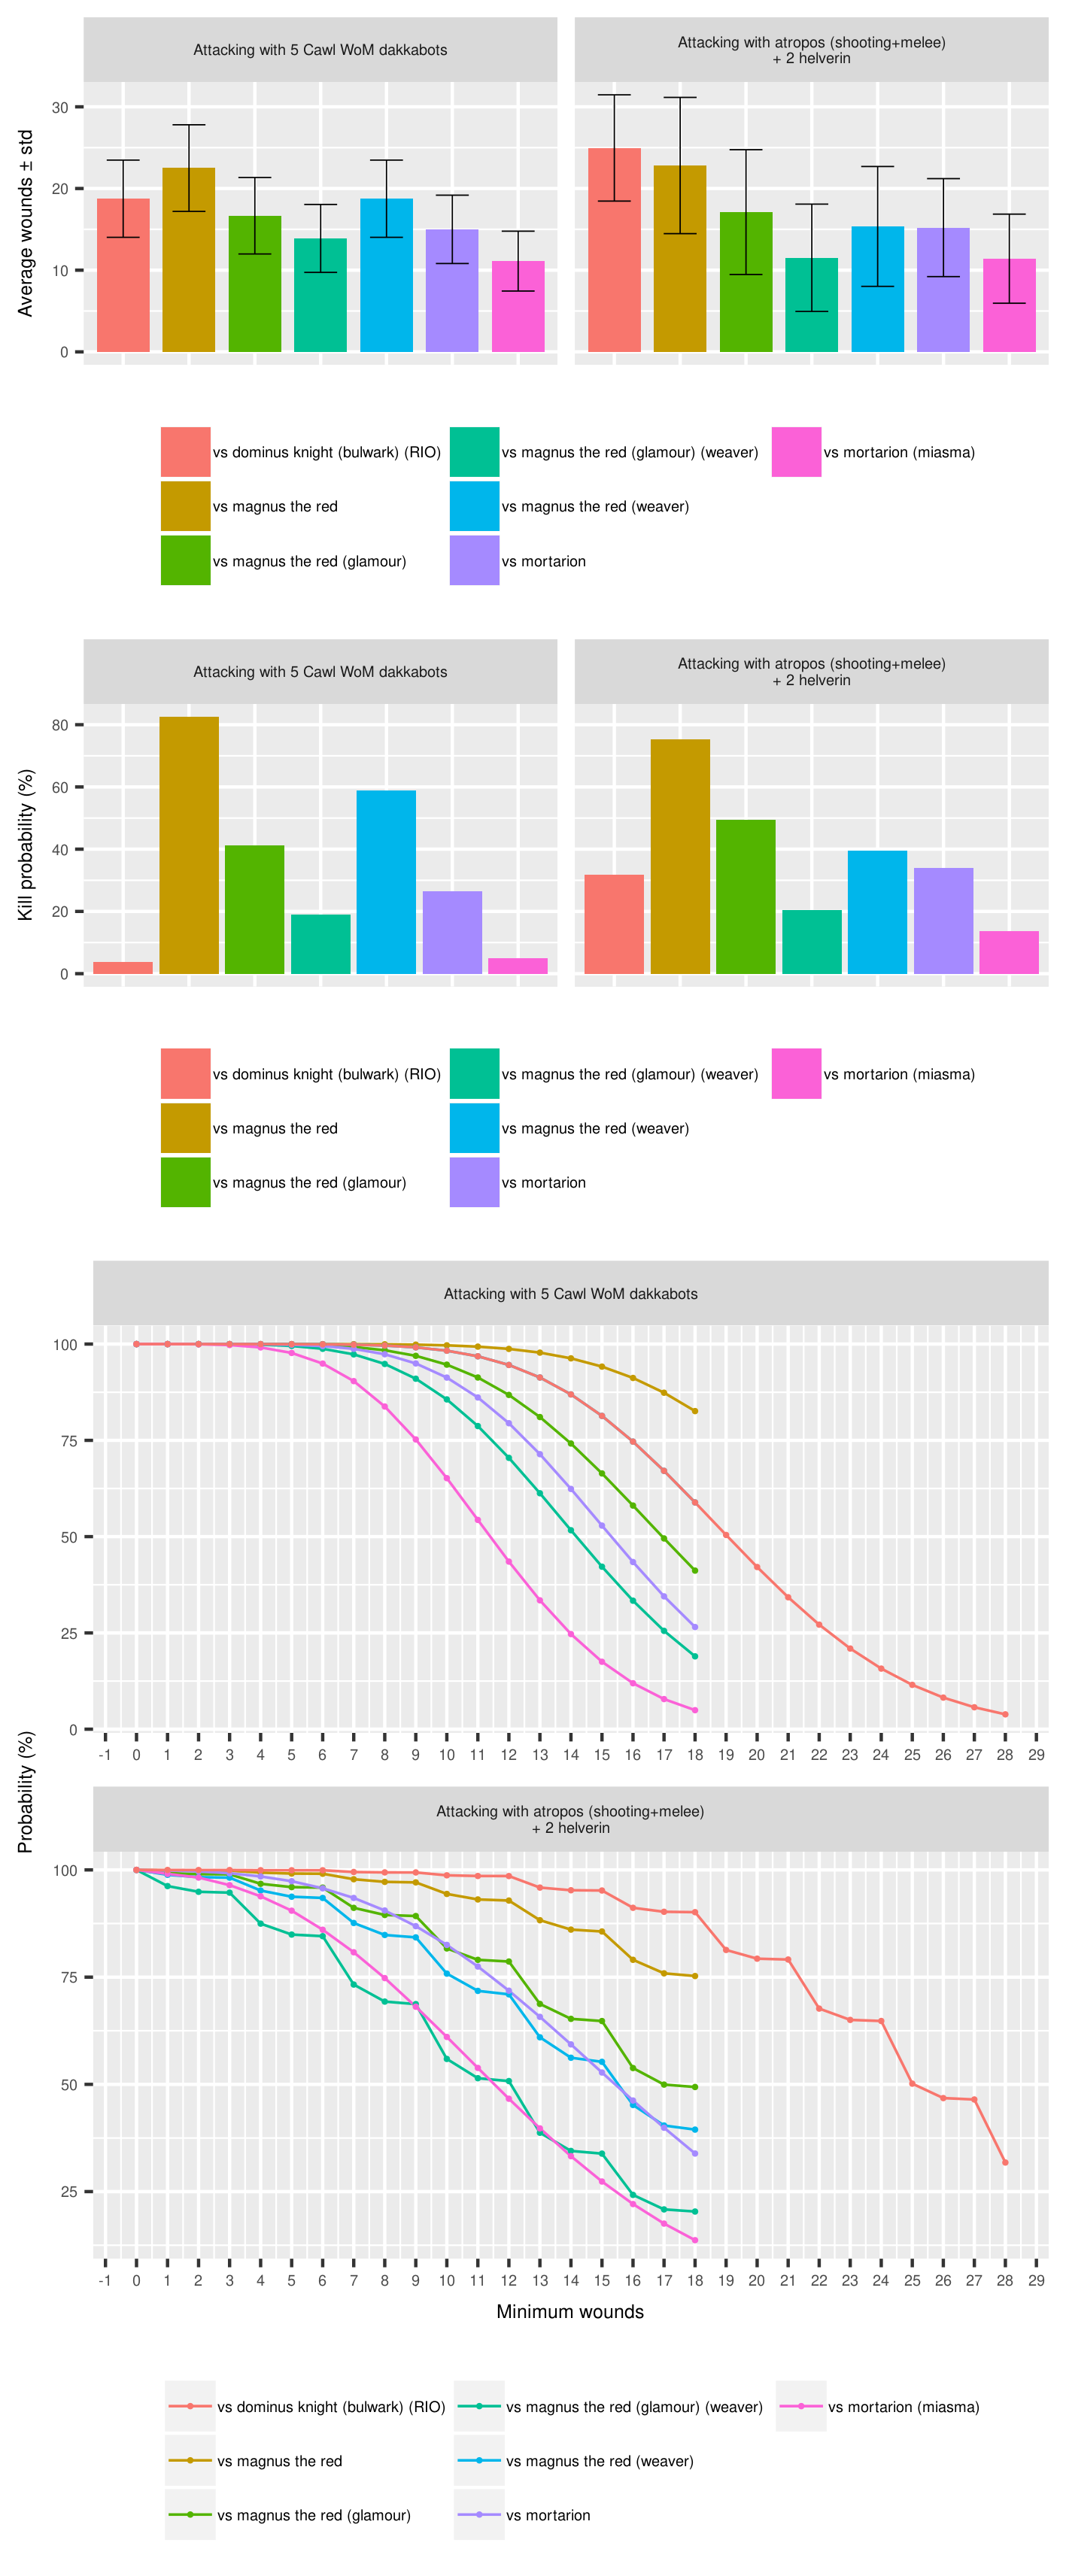 Attacking with 5 Cawl WoM dakkabots
Attacking with atropos (shooting+melee)
+ 2 helverin
Average wounds ± std
30
20
10
0
vs dominus knight (bulwark) (RIO)
vs magnus the red (glamour) (weaver)
vs mortarion (miasma)
vs magnus the red
vs magnus the red (weaver)
vs magnus the red (glamour)
vs mortarion
Attacking with 5 Cawl WoM dakkabots
Attacking with atropos (shooting+melee)
+ 2 helverin
Kill probability (%)
80
60
40
20
0
vs dominus knight (bulwark) (RIO)
vs magnus the red (glamour) (weaver)
vs mortarion (miasma)
vs magnus the red
vs magnus the red (weaver)
vs magnus the red (glamour)
vs mortarion
Probability (%)
Attacking with 5 Cawl WoM dakkabots
100
75
50
25
0
-1 0 1 2 3 4 5 6 7 8 9 10 11 12 13 14 15 16 17 18 19 20 21 22 23 24 25 26 27 28 29
Attacking with atropos (shooting+melee)
+ 2 helverin
100
75
50
25
-1 0 1 2 3 4 5 6 7 8 9 10 11 12 13 14 15 16 17 18 19 20 21 22 23 24 25 26 27 28 29
Minimum wounds
vs dominus knight (bulwark) (RIO)
vs magnus the red (glamour) (weaver)
vs mortarion (miasma)
vs magnus the red
vs magnus the red (weaver)
vs magnus the red (glamour)
vs mortarion